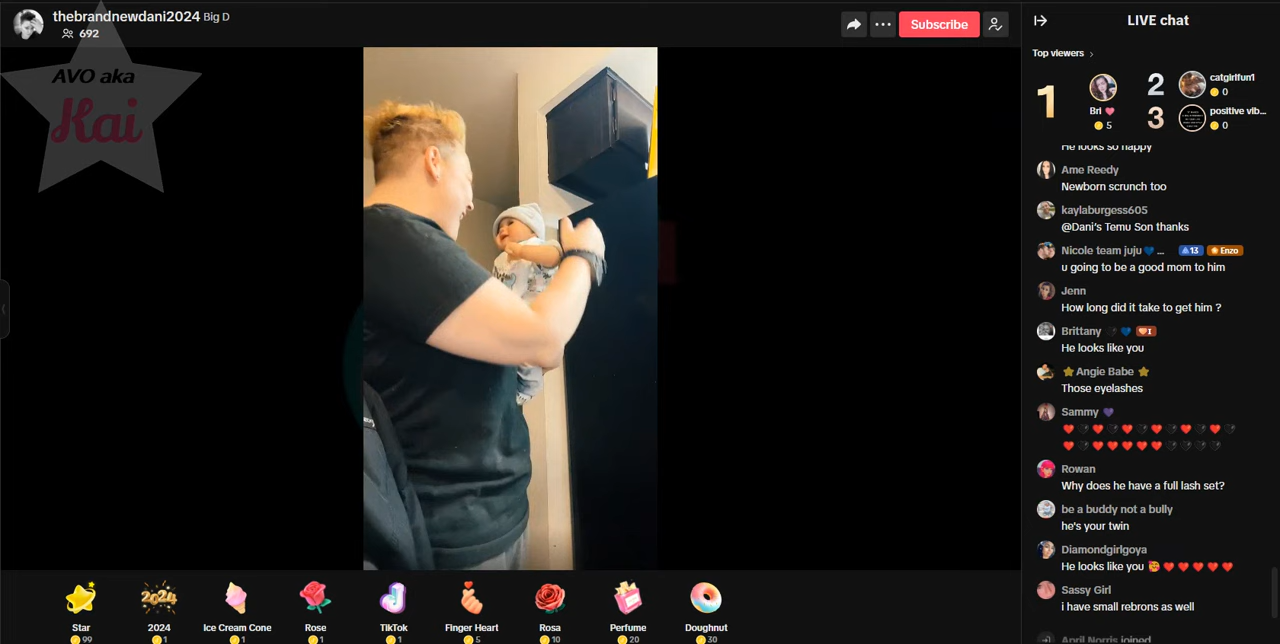 thebrandnewdani2024 Big D
692
Subscribe
AVO aka
Kai
LIVE chat
Top viewers
1
Bri
5
2
catgirlfun1
0
3
positive vib...
0
He looks so happy
Ame Reedy
Newborn scrunch too
kaylaburgess605
@Dani's Temu Son thanks
Nicole team juju💙 ... 13 Enzo
u going to be a good mom to him
Jenn
How long did it take to get him ?
Brittany I
He looks like you
Angie Babe
Those eyelashes
Sammy
Rowan
Why does he have a full lash set?
be a buddy not a bully
he's your twin
Diamondgirlgoya
He looks like you
Sassy Girl
i have small rebrons as well
April Norris joined
2024
Star
2024
Ice Cream Cone
Rose
TikTok
Finger Heart
Rosa
Perfume
Doughnut
99
1
1
1
1
5
10
20
30